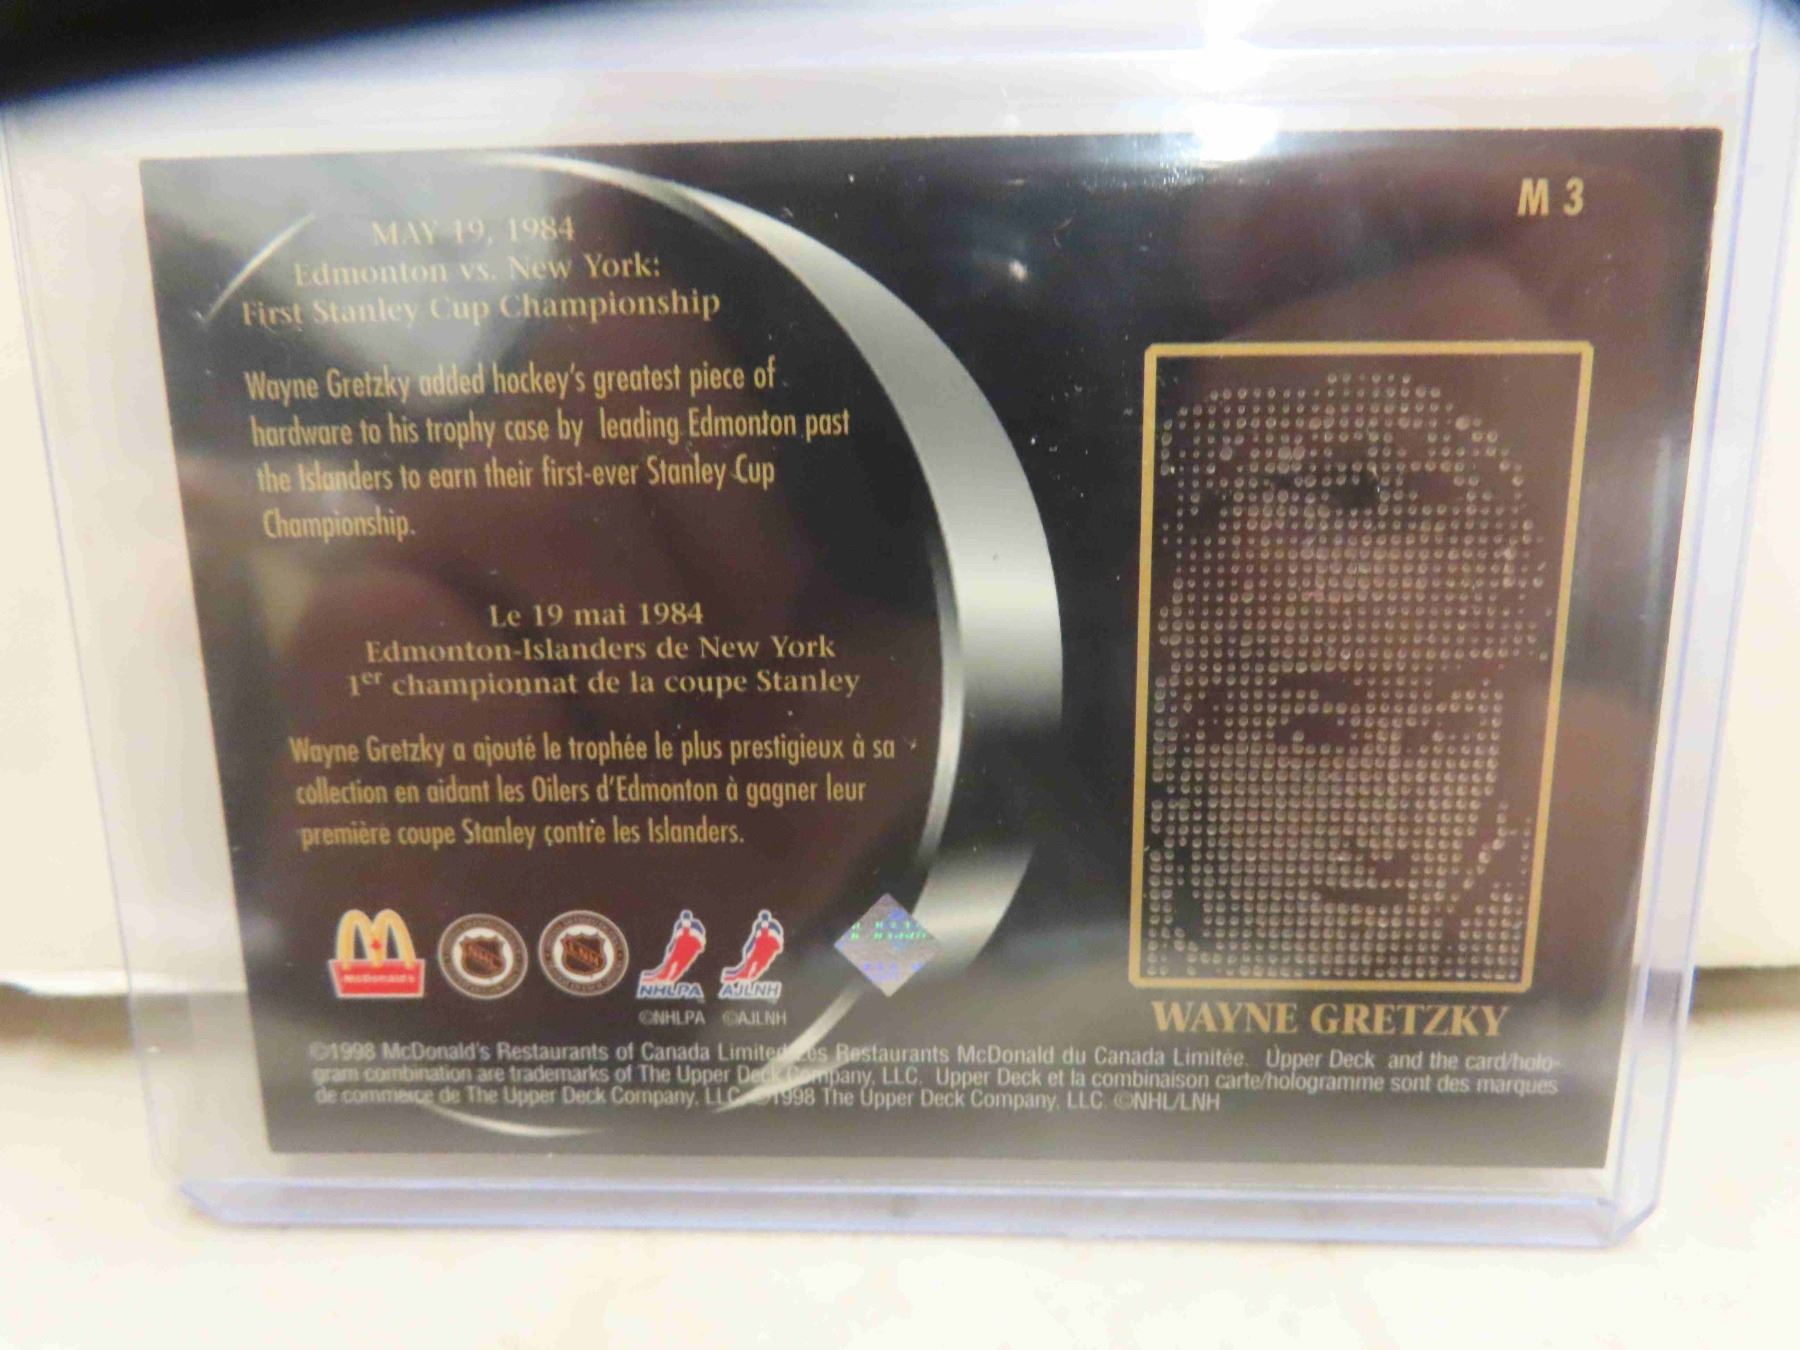 M 3
MAY 19, 1984
Edmonton vs. New York:
First Stanley Cup Championship
Wayne Gretzky added hockey's greatest piece of
hardware to his trophy case by leading Edmonton past
the Islanders to earn their first-ever Stanley Cup
Championship.
Le 19 mai 1984
Edmonton-Islanders de New York
1er championnat de la coupe Stanley
Wayne Gretzky a ajouté le trophée le plus prestigieux à sa
collection en aidant les Oilers d'Edmonton à gagner leur
première coupe Stanley contre les Islanders.
McDonald's
NHL
LNH
NHLPA AJLNH
©NHLPA ©AJLNH
WAYNE GRETZKY
©1998 McDonald's Restaurants of Canada Limited/Les Restaurants McDonald du Canada Limitée. Upper Deck and the card/holo-
gram combination are trademarks of The Upper Deck Company, LLC. Upper Deck et la combinaison carte/hologramme sont des marques
de commerce de The Upper Deck Company, LLC. ©1998 The Upper Deck Company, LLC. ©NHL/LNH